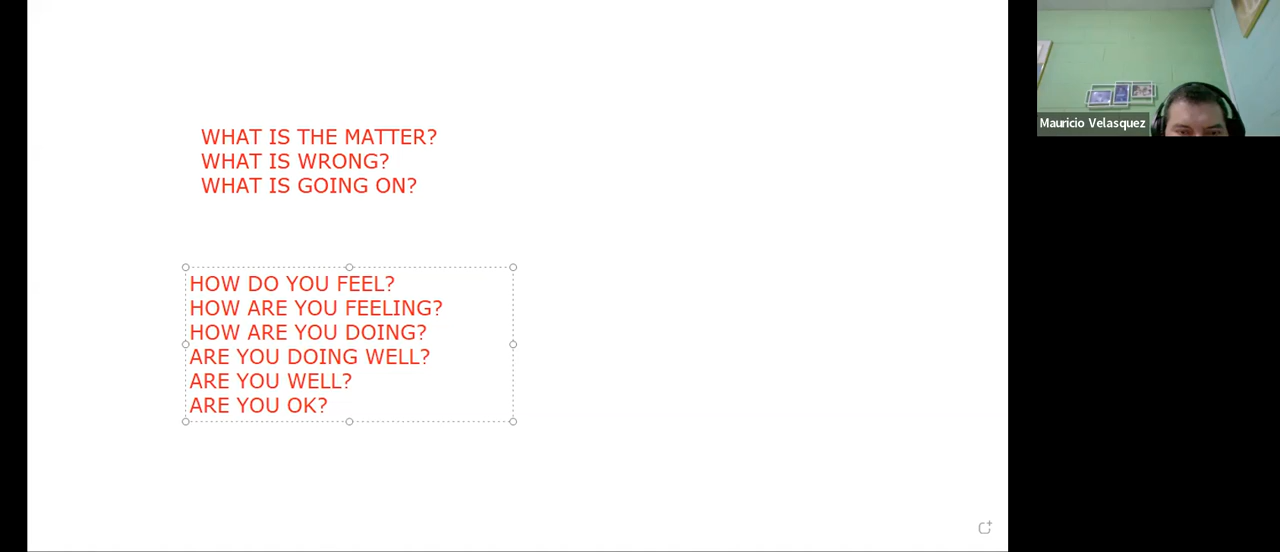 WHAT IS THE MATTER?
WHAT IS WRONG?
WHAT IS GOING ON?
HOW DO YOU FEEL?
HOW ARE YOU FEELING?
HOW ARE YOU DOING?
ARE YOU DOING WELL?
ARE YOU WELL?
ARE YOU OK?
Mauricio Velasquez